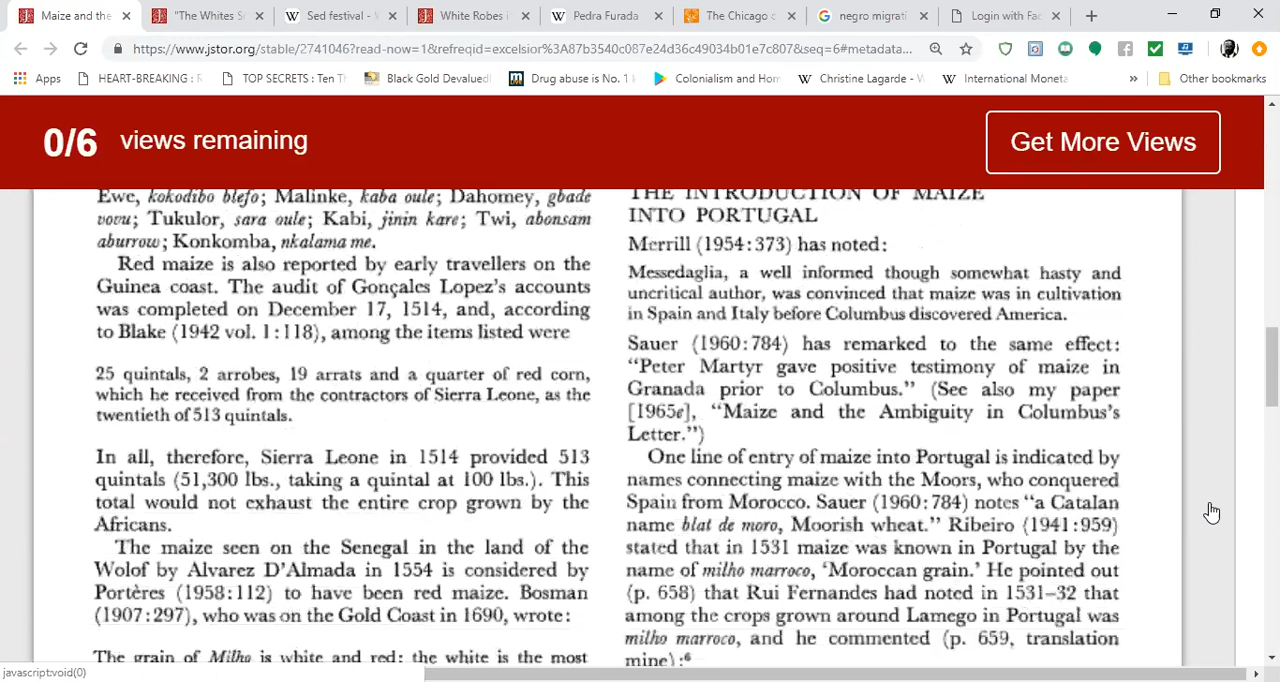 Maize and the
"The Whites S
Sed festival -
White Robes i
Pedra Furada
The Chicago
negro migrati
Login with Fac
https://www.jstor.org/stable/2741046?read-now=1&refreqid=excelsior%3A87b3540c087e24d36c49034b01e7c807&seq=6#metadata...
Apps
HEART-BREAKING : R
TOP SECRETS : Ten Th
Black Gold Devalued
Drug abuse is No. 1
Colonialism and Hom
Christine Lagarde - W
International Moneta
»
Other bookmarks
0/6 views remaining
Get More Views
Ewe, kokodibo blefo; Malinke, kaba oule; Dahomey, gbade
vovu; Tukulor, sara oule; Kabi, jinin kare; Twi, abonsam
aburrow; Konkomba, nkalama me.
Red maize is also reported by early travellers on the
Guinea coast. The audit of Gonçales Lopez's accounts
was completed on December 17, 1514, and, according
to Blake (1942 vol. 1:118), among the items listed were
25 quintals, 2 arrobes, 19 arrats and a quarter of red corn,
which he received from the contractors of Sierra Leone, as the
twentieth of 513 quintals.
In all, therefore, Sierra Leone in 1514 provided 513
quintals (51,300 lbs., taking a quintal at 100 lbs.). This
total would not exhaust the entire crop grown by the
Africans.
The maize seen on the Senegal in the land of the
Wolof by Alvarez D'Almada in 1554 is considered by
Portères (1958:112) to have been red maize. Bosman
(1907:297), who was on the Gold Coast in 1690, wrote:
The grain of Milho is white and red: the white is the most
THE INTRODUCTION OF MAIZE
INTO PORTUGAL
Merrill (1954:373) has noted:
Messedaglia, a well informed though somewhat hasty and
uncritical author, was convinced that maize was in cultivation
in Spain and Italy before Columbus discovered America.
Sauer (1960:784) has remarked to the same effect:
"Peter Martyr gave positive testimony of maize in
Granada prior to Columbus." (See also my paper
[1965e], "Maize and the Ambiguity in Columbus's
Letter.")
One line of entry of maize into Portugal is indicated by
names connecting maize with the Moors, who conquered
Spain from Morocco. Sauer (1960:784) notes "a Catalan
name blat de moro, Moorish wheat." Ribeiro (1941:959)
stated that in 1531 maize was known in Portugal by the
name of milho marroco, 'Moroccan grain.' He pointed out
(p. 658) that Rui Fernandes had noted in 1531–32 that
among the crops grown around Lamego in Portugal was
milho marroco, and he commented (p. 659, translation
mine):6
javascript:void(0)